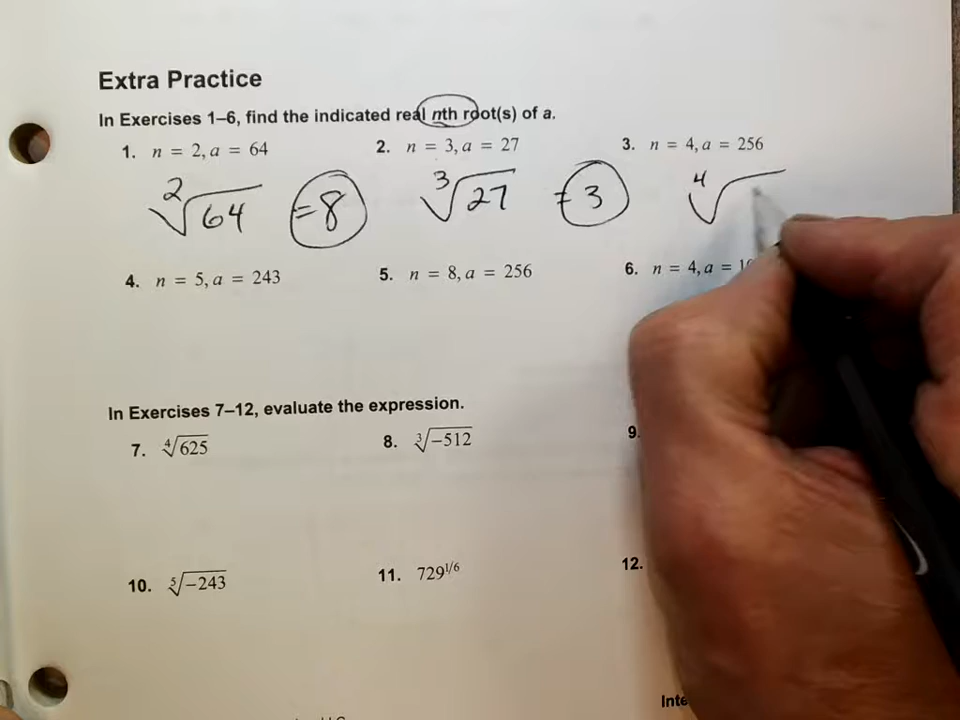 Extra Practice
In Exercises 1–6, find the indicated real nth root(s) of a.
1. n = 2, a = 64 2. n = 3, a = 27 3. n = 4, a = 256
²√64 = 8 ³√27 = 3 ⁴√
4. n = 5, a = 243 5. n = 8, a = 256 6. n = 4, a =
In Exercises 7–12, evaluate the expression.
7. ⁴√625 8. ³√−512 9.
10. ⁵√−243 11. 729^1/6 12.